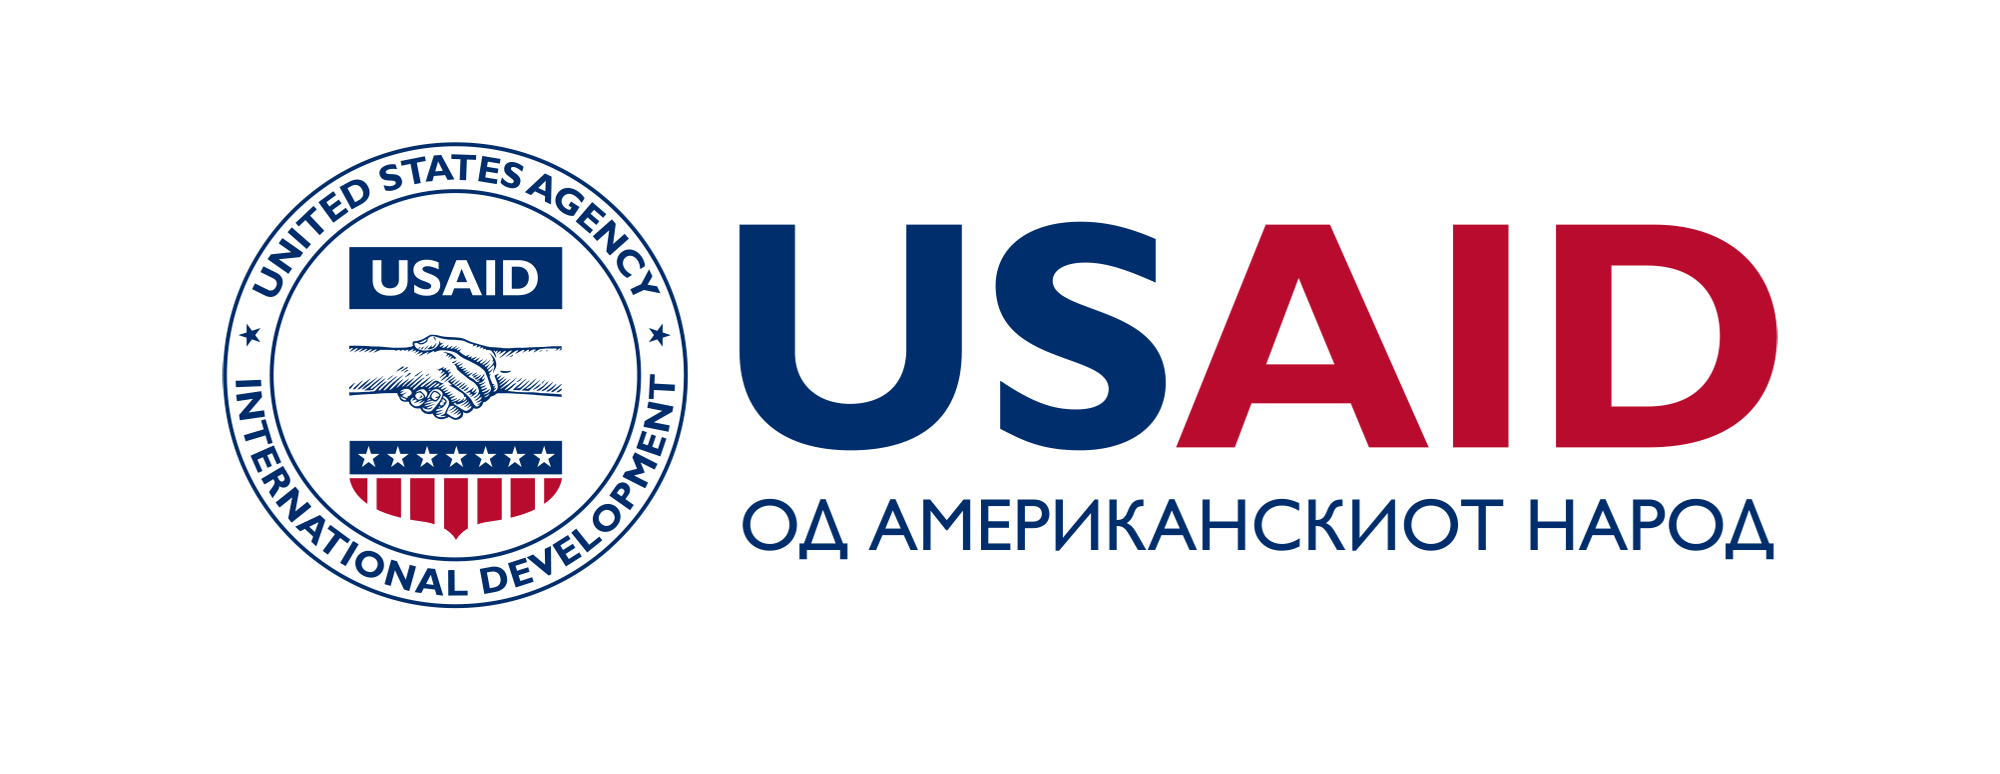 UNITED STATES AGENCY
USAID
INTERNATIONAL DEVELOPMENT
USAID
ОД АМЕРИКАНСКИОТ НАРОД